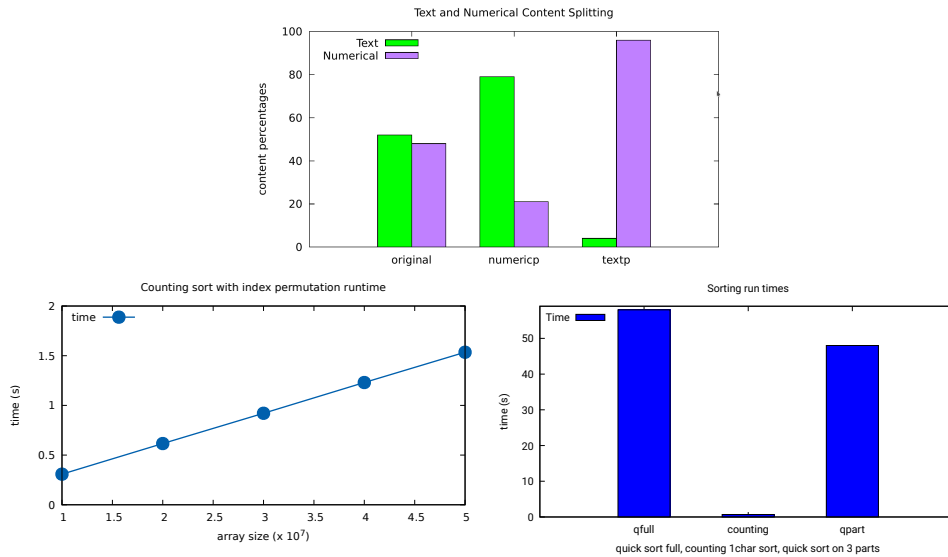 Text and Numerical Content Splitting
content percentages
100
80
60
40
20
0
Text
Numerical
original numericp textp
Counting sort with index permutation runtime
time (s)
2
1.5
1
0.5
0
time
1 1.5 2 2.5 3 3.5 4 4.5 5
array size (x 10⁷)
Sorting run times
time (s)
50
40
30
20
10
0
Time
qfull counting qpart
quick sort full, counting 1char sort, quick sort on 3 parts